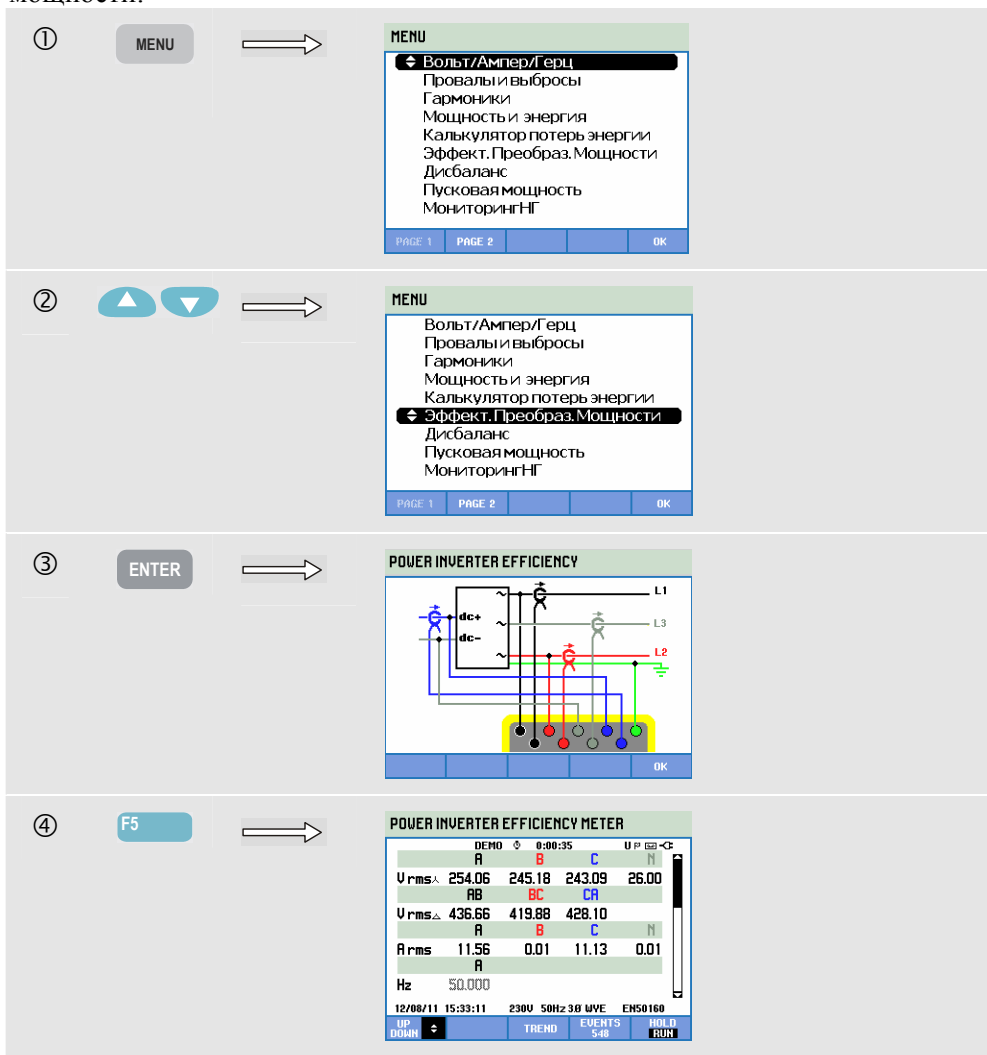 мощности.
① MENU
MENU
Вольт/Ампер/Герц
Провалы и выбросы
Гармоники
Мощность и энергия
Калькулятор потерь энергии
Эффект. Преобраз. Мощности
Дисбаланс
Пусковая мощность
МониторингНГ
PAGE 1 PAGE 2 OK
②
MENU
Вольт/Ампер/Герц
Провалы и выбросы
Гармоники
Мощность и энергия
Калькулятор потерь энергии
Эффект. Преобраз. Мощности
Дисбаланс
Пусковая мощность
МониторингНГ
PAGE 1 PAGE 2 OK
③ ENTER
POWER INVERTER EFFICIENCY
L1
dc+
L3
dc-
L2
OK
④ F5
POWER INVERTER EFFICIENCY METER
DEMO 0:00:35 U P
A B C N
V rms 254.06 245.18 243.09 26.00
AB BC CA
V rms 436.66 419.88 428.10
A B C N
A rms 11.56 0.01 11.13 0.01
A
Hz 50.000
12/08/11 15:33:11 230V 50Hz 3.0 WYE EN50160
UP DOWN TREND EVENTS 548 HOLD RUN